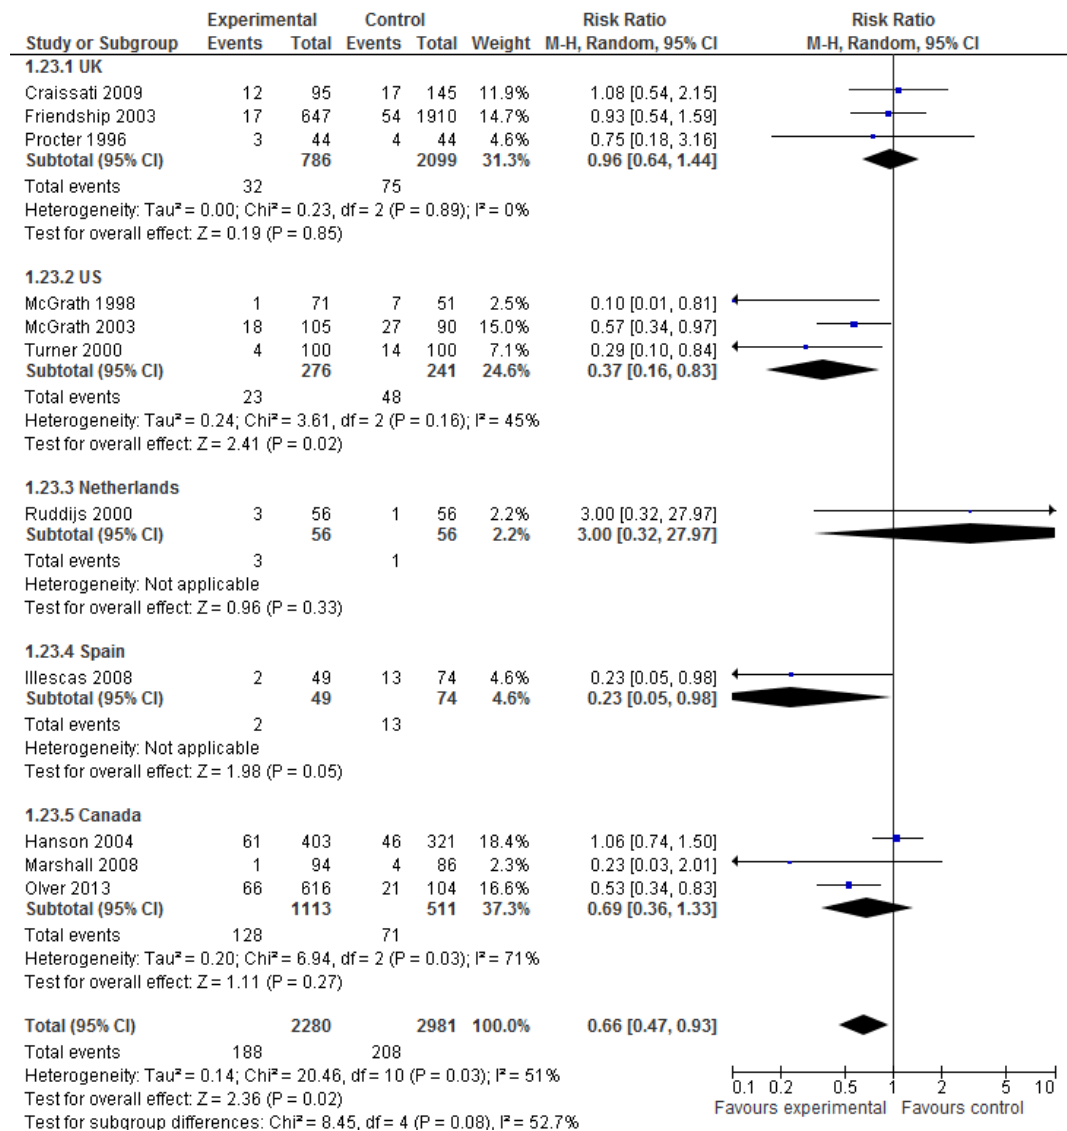 Experimental Control Risk Ratio Risk Ratio
Study or Subgroup Events Total Events Total Weight M-H, Random, 95% CI M-H, Random, 95% CI
1.23.1 UK
Craissati 2009 12 95 17 145 11.9% 1.08 [0.54, 2.15]
Friendship 2003 17 647 54 1910 14.7% 0.93 [0.54, 1.59]
Procter 1996 3 44 4 44 4.6% 0.75 [0.18, 3.16]
Subtotal (95% CI) 786 2099 31.3% 0.96 [0.64, 1.44]
Total events 32 75
Heterogeneity: Tau² = 0.00; Chi² = 0.23, df = 2 (P = 0.89); I² = 0%
Test for overall effect: Z = 0.19 (P = 0.85)
1.23.2 US
McGrath 1998 1 71 7 51 2.5% 0.10 [0.01, 0.81]
McGrath 2003 18 105 27 90 15.0% 0.57 [0.34, 0.97]
Turner 2000 4 100 14 100 7.1% 0.29 [0.10, 0.84]
Subtotal (95% CI) 276 241 24.6% 0.37 [0.16, 0.83]
Total events 23 48
Heterogeneity: Tau² = 0.24; Chi² = 3.61, df = 2 (P = 0.16); I² = 45%
Test for overall effect: Z = 2.41 (P = 0.02)
1.23.3 Netherlands
Ruddijs 2000 3 56 1 56 2.2% 3.00 [0.32, 27.97]
Subtotal (95% CI) 56 56 2.2% 3.00 [0.32, 27.97]
Total events 3 1
Heterogeneity: Not applicable
Test for overall effect: Z = 0.96 (P = 0.33)
1.23.4 Spain
Illescas 2008 2 49 13 74 4.6% 0.23 [0.05, 0.98]
Subtotal (95% CI) 49 74 4.6% 0.23 [0.05, 0.98]
Total events 2 13
Heterogeneity: Not applicable
Test for overall effect: Z = 1.98 (P = 0.05)
1.23.5 Canada
Hanson 2004 61 403 46 321 18.4% 1.06 [0.74, 1.50]
Marshall 2008 1 94 4 86 2.3% 0.23 [0.03, 2.01]
Olver 2013 66 616 21 104 16.6% 0.53 [0.34, 0.83]
Subtotal (95% CI) 1113 511 37.3% 0.69 [0.36, 1.33]
Total events 128 71
Heterogeneity: Tau² = 0.20; Chi² = 6.94, df = 2 (P = 0.03); I² = 71%
Test for overall effect: Z = 1.11 (P = 0.27)
Total (95% CI) 2280 2981 100.0% 0.66 [0.47, 0.93]
Total events 188 208
Heterogeneity: Tau² = 0.14; Chi² = 20.46, df = 10 (P = 0.03); I² = 51%
Test for overall effect: Z = 2.36 (P = 0.02)
Test for subgroup differences: Chi² = 8.45, df = 4 (P = 0.08), I² = 52.7%
0.1 0.2 0.5 1 2 5 10
Favours experimental Favours control